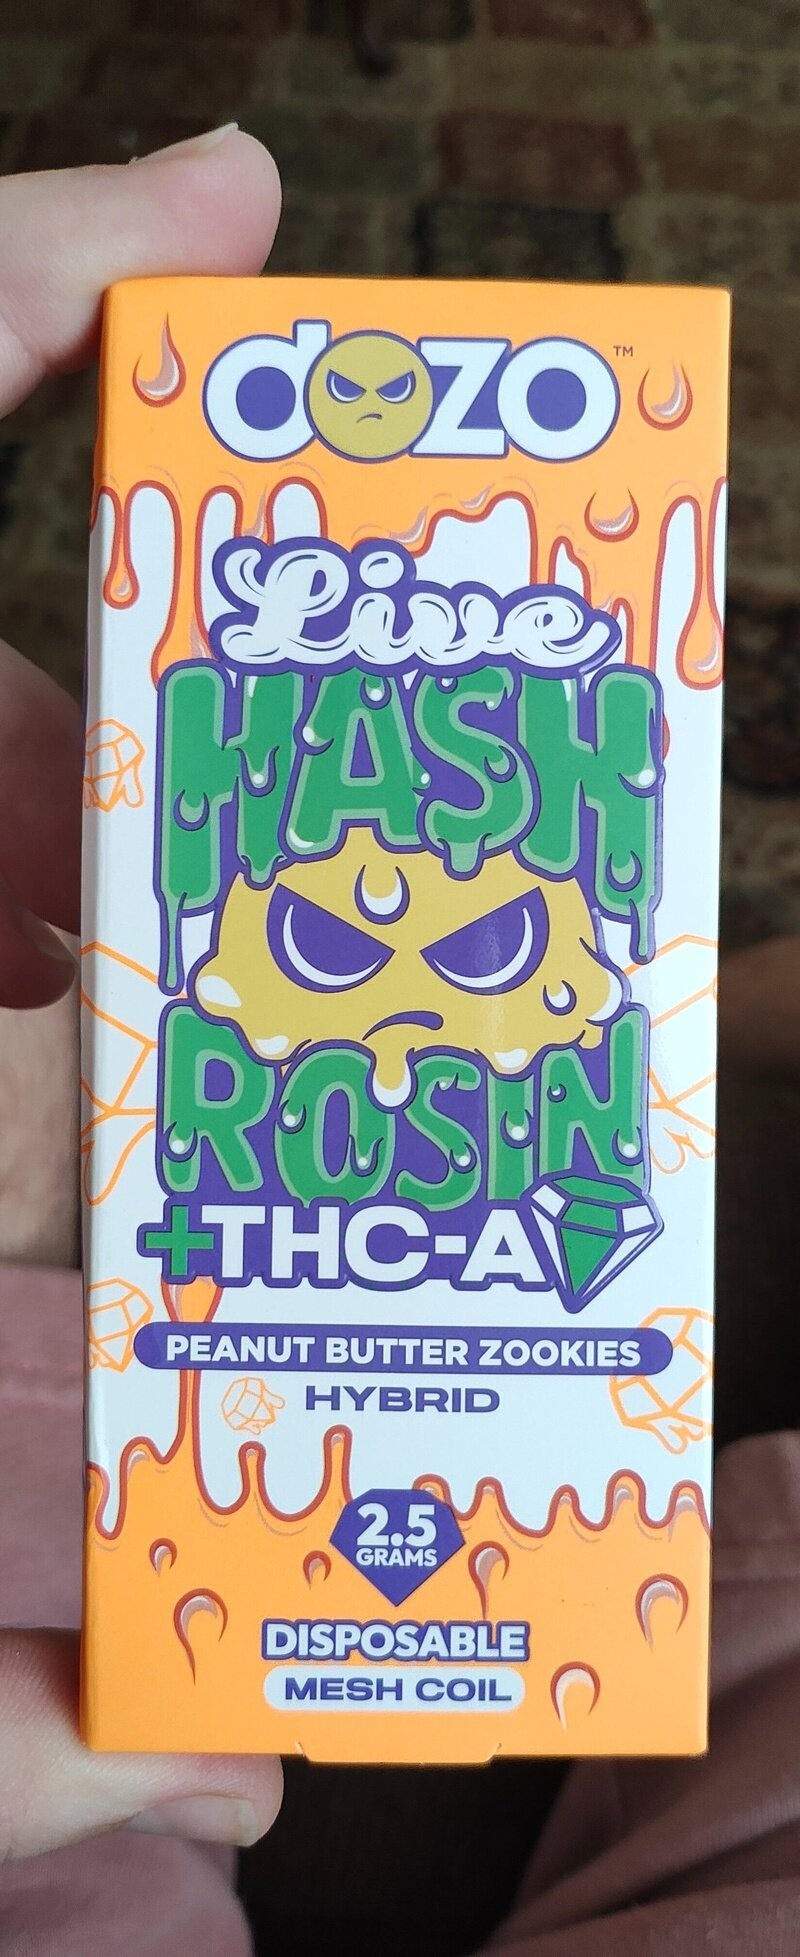 dozo™
Live
HASH
ROSIN
+THC-A
PEANUT BUTTER ZOOKIES
HYBRID
2.5
GRAMS
DISPOSABLE
MESH COIL